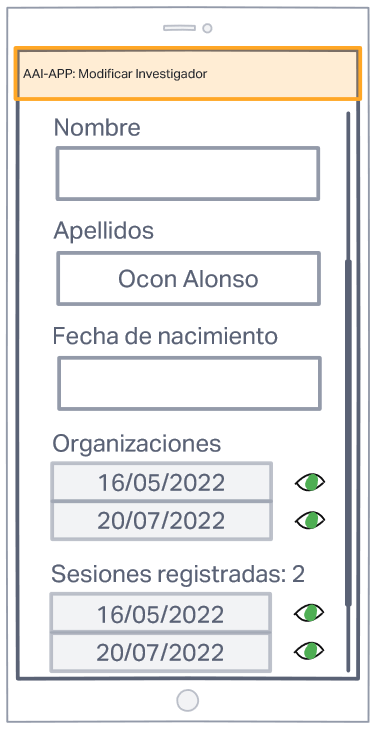 AAI-APP: Modificar Investigador
Nombre
Apellidos
Ocon Alonso
Fecha de nacimiento
Organizaciones
16/05/2022
20/07/2022
Sesiones registradas: 2
16/05/2022
20/07/2022